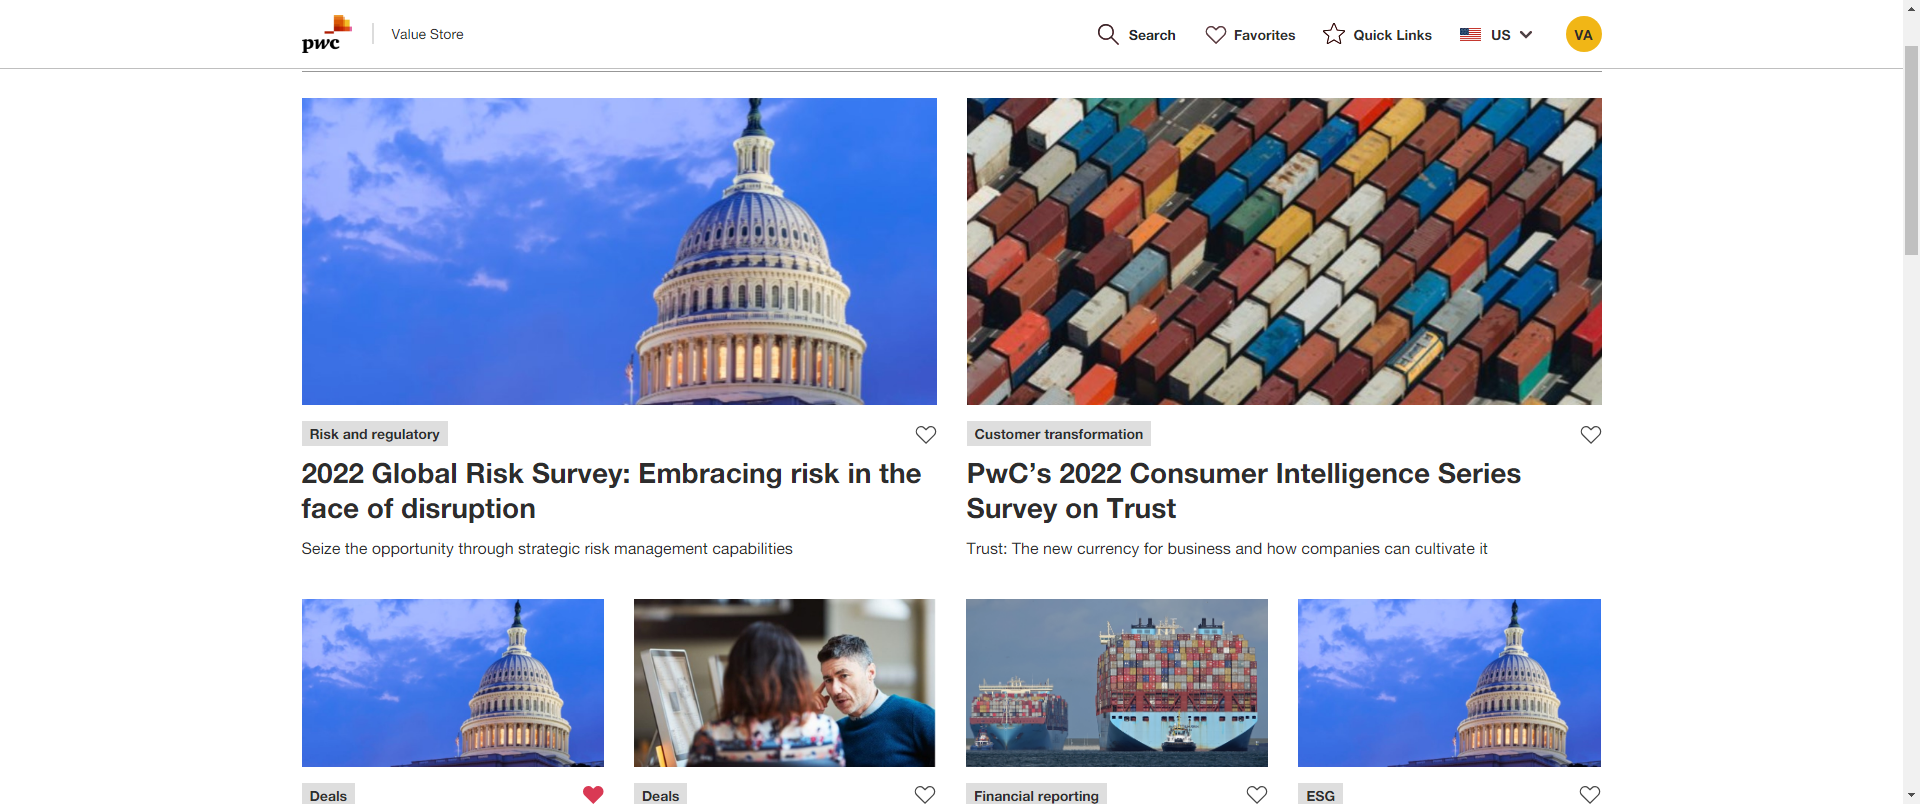 pwc
Value Store
Search
Favorites
Quick Links
US
VA
Risk and regulatory
2022 Global Risk Survey: Embracing risk in the
face of disruption
Seize the opportunity through strategic risk management capabilities
Customer transformation
PwC’s 2022 Consumer Intelligence Series
Survey on Trust
Trust: The new currency for business and how companies can cultivate it
Deals
Deals
Financial reporting
ESG